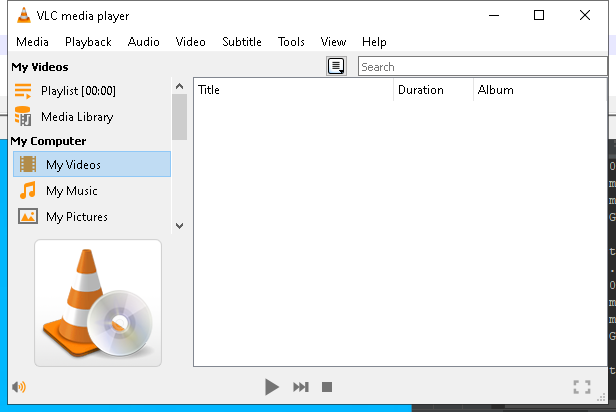 VLC media player
Media Playback Audio Video Subtitle Tools View Help
My Videos
Search
Playlist [00:00]
Title Duration Album
Media Library
My Computer
My Videos
My Music
My Pictures